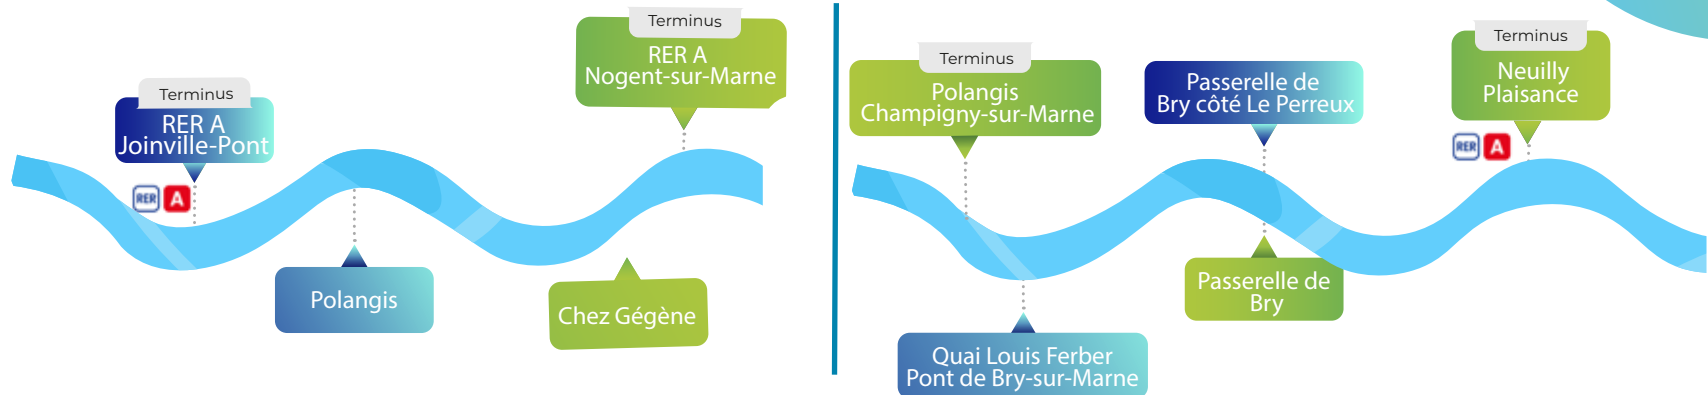 Terminus
RER A
Joinville-Pont
RER A
Polangis
Terminus
RER A
Nogent-sur-Marne
Chez Gégène
Terminus
Polangis
Champigny-sur-Marne
Quai Louis Ferber
Pont de Bry-sur-Marne
Passerelle de
Bry côté Le Perreux
Passerelle de
Bry
Terminus
Neuilly
Plaisance
RER A